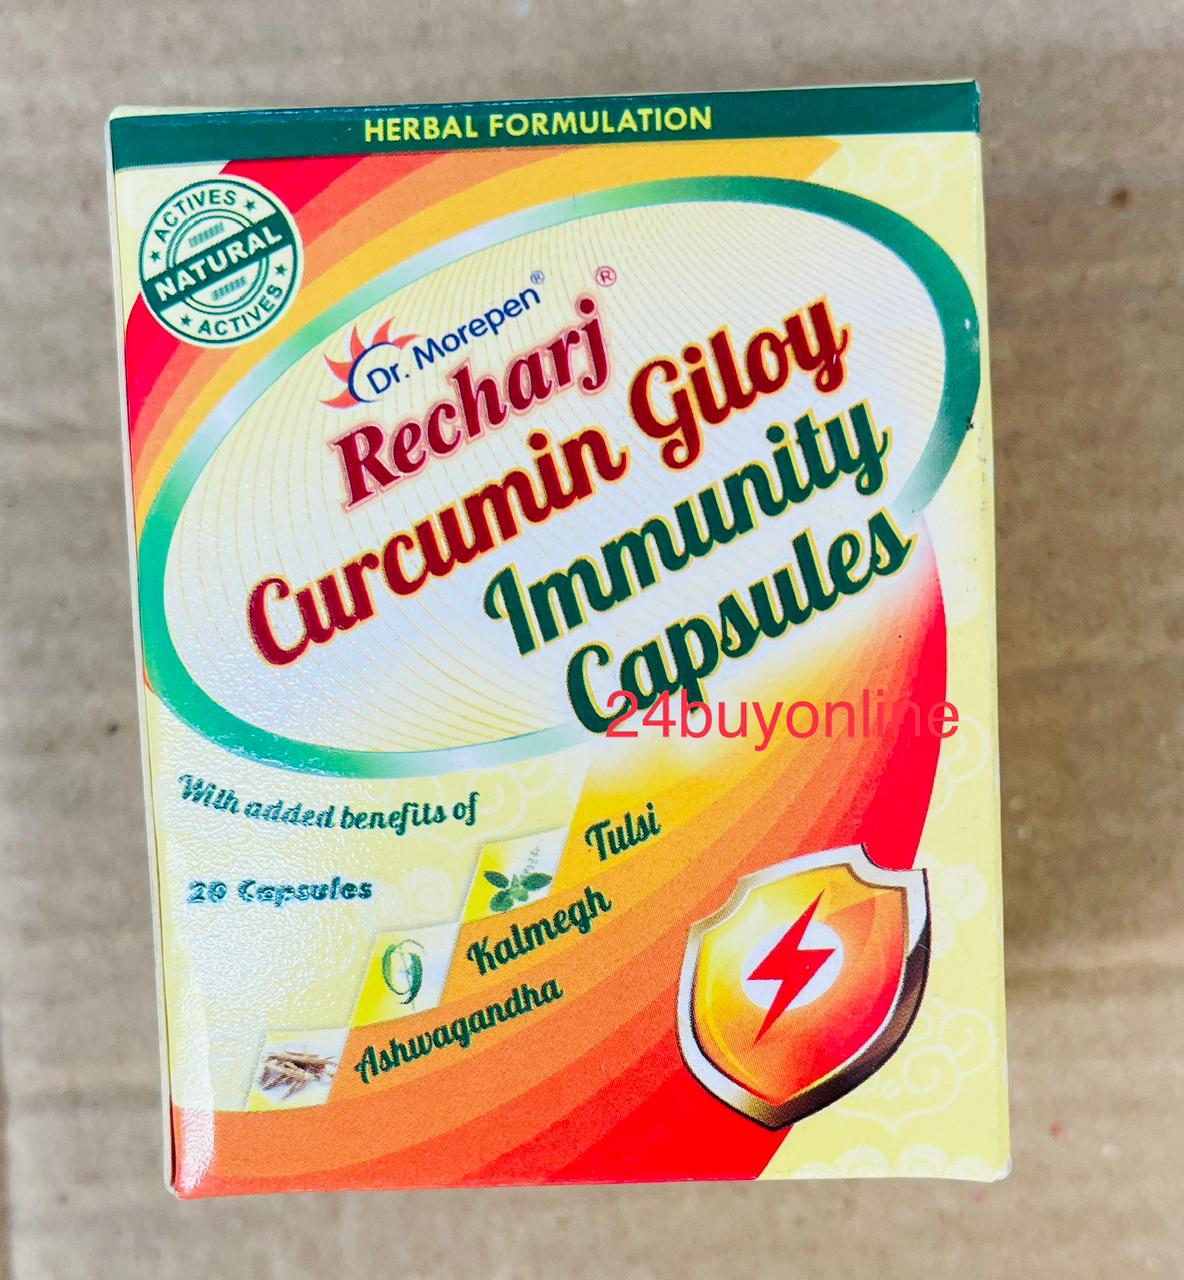 HERBAL FORMULATION
ACTIVES
NATURAL
ACTIVES
Dr. Morepen®
Recharj®
Curcumin Giloy
Immunity
Capsules
24buyonline
With added benefits of
20 Capsules
Tulsi
Kalmegh
Ashwagandha